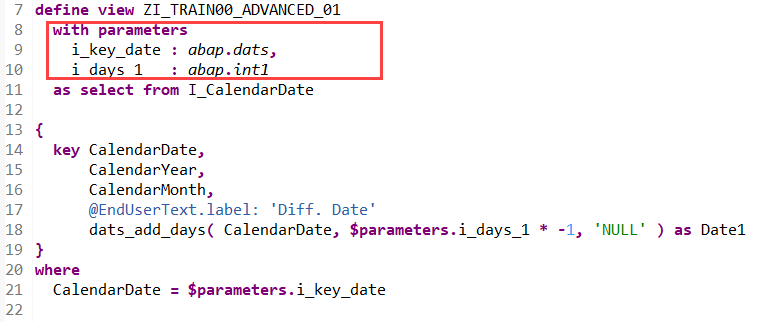 7 define view ZI_TRAIN00_ADVANCED_01
8 with parameters
9 i_key_date : abap.dats,
10 i_days_1 : abap.int1
11 as select from I_CalendarDate
12
13 {
14 key CalendarDate,
15 CalendarYear,
16 CalendarMonth,
17 @EndUserText.label: 'Diff. Date'
18 dats_add_days( CalendarDate, $parameters.i_days_1 * -1, 'NULL' ) as Date1
19 }
20 where
21 CalendarDate = $parameters.i_key_date
22